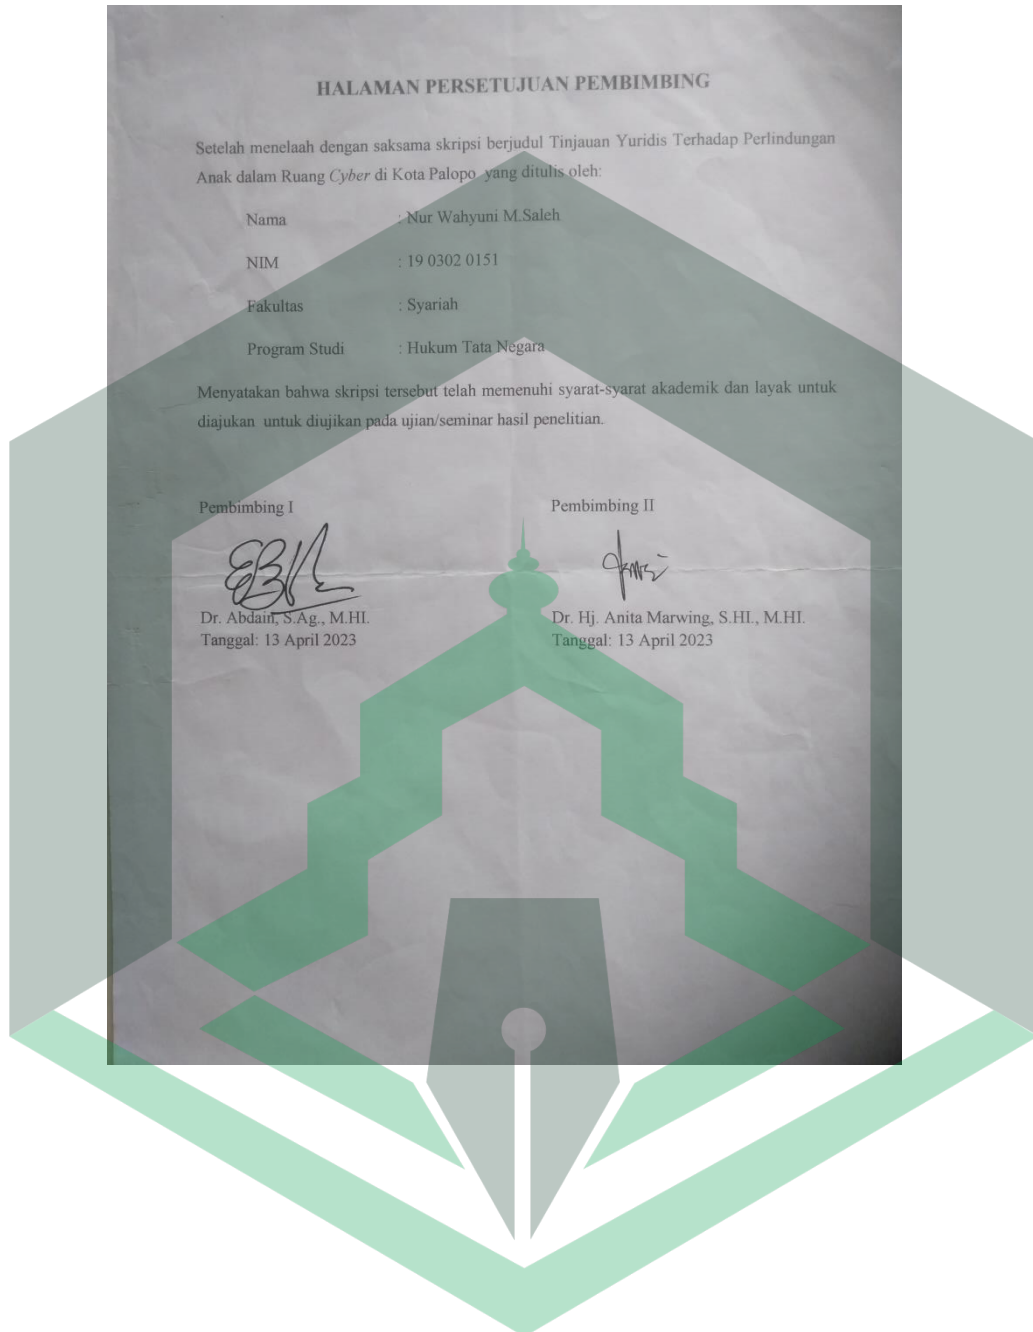 HALAMAN PERSETUJUAN PEMBIMBING
Setelah menelaah dengan saksama skripsi berjudul Tinjauan Yuridis Terhadap Perlindungan
Anak dalam Ruang Cyber di Kota Palopo yang ditulis oleh:
Nama : Nur Wahyuni M.Saleh
NIM : 19 0302 0151
Fakultas : Syariah
Program Studi : Hukum Tata Negara
Menyatakan bahwa skripsi tersebut telah memenuhi syarat-syarat akademik dan layak untuk
diajukan untuk diujikan pada ujian/seminar hasil penelitian.
Pembimbing I Pembimbing II
Dr. Abdain, S.Ag., M.HI. Dr. Hj. Anita Marwing, S.HI., M.HI.
Tanggal: 13 April 2023 Tanggal: 13 April 2023